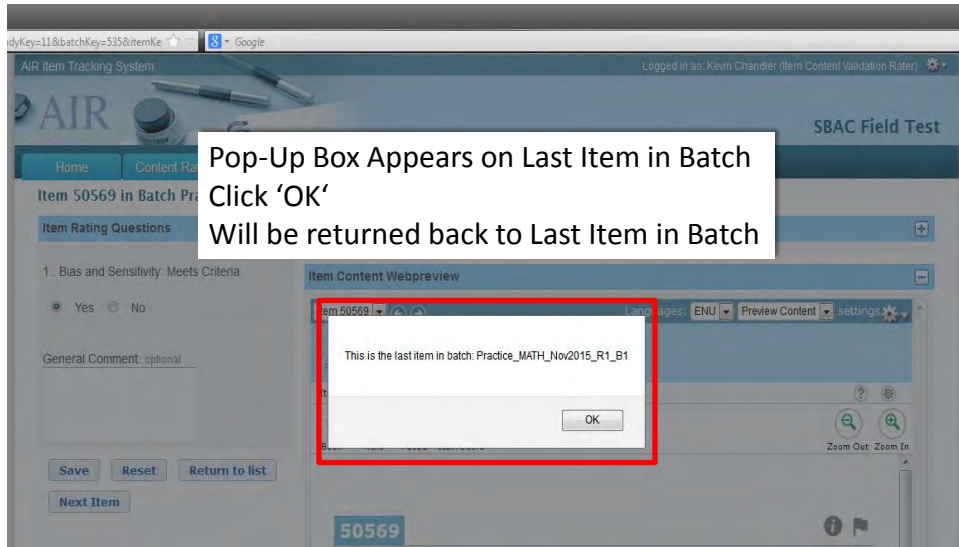 dyKey=11&batchKey=535&itemKe
Google
AIR Item Tracking System
Logged in as: Kevin Chandler (Item Content Validation Rater)
AIR
SBAC Field Test
Home
Content Ra
Pop-Up Box Appears on Last Item in Batch
Click ‘OK‘
Will be returned back to Last Item in Batch
Item 50569 in Batch Pra
Item Rating Questions
1 : Bias and Sensitivity: Meets Criteria
Yes No
General Comment: optional
Save Reset Return to list
Next Item
Item Content Webpreview
Item 50569
Languages: ENU Preview Content settings
This is the last item in batch: Practice_MATH_Nov2015_R1_B1
OK
Zoom Out Zoom In
50569